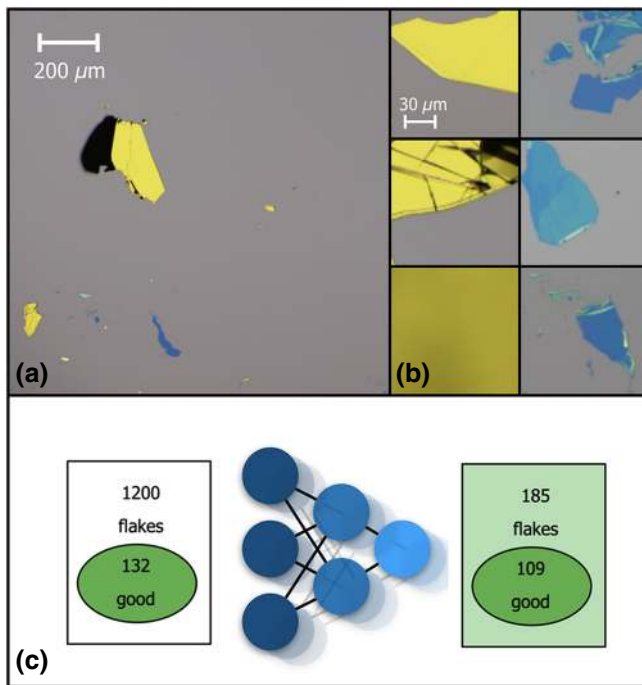 200 µm
(a)
30 µm
(b)
1200
flakes
132
good
185
flakes
109
good
(c)